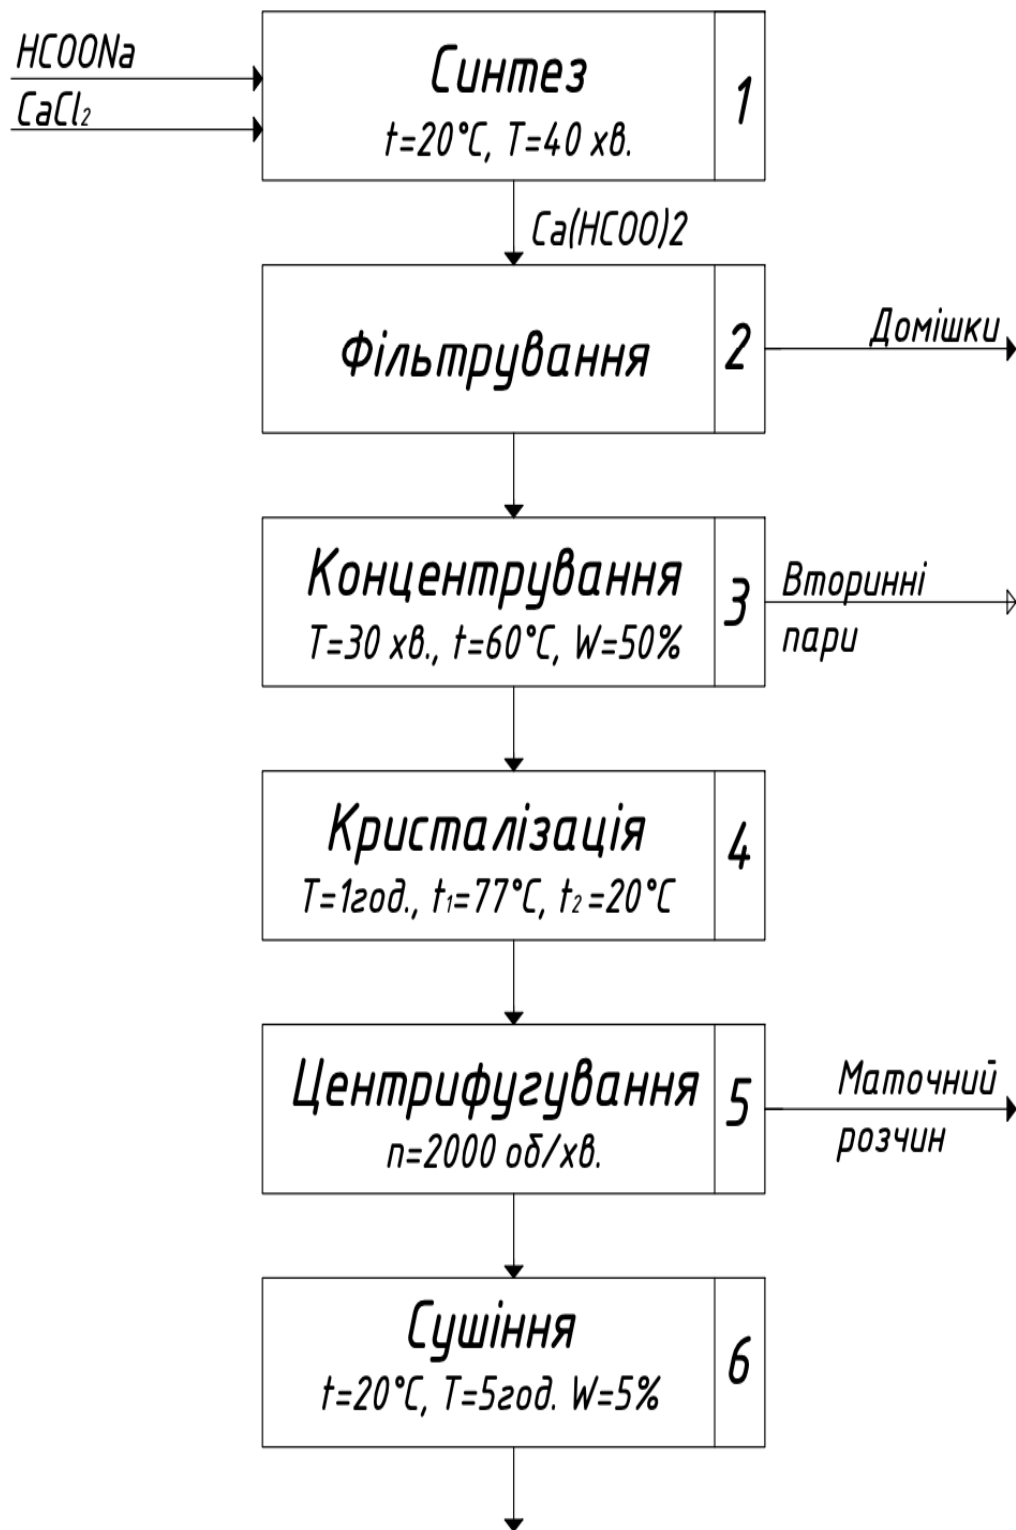 HCOONa
CaCl₂
Синтез
t=20°C, T=40 хв.
1
Ca(HCOO)2
Фільтрування
2
Домішки
Концентрування
T=30 хв., t=60°C, W=50%
3
Вторинні
пари
Кристалізація
T=1год., t₁=77°C, t₂=20°C
4
Центрифугування
n=2000 об/хв.
5
Маточний
розчин
Сушіння
t=20°C, T=5год. W=5%
6